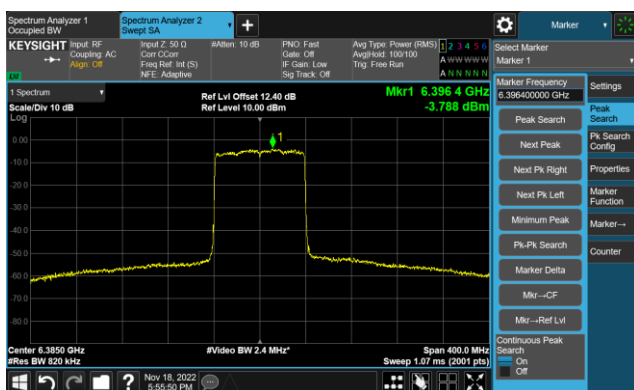 Spectrum Analyzer 1
Occupied BW
Spectrum Analyzer 2
Swept SA
Marker
KEYSIGHT
Input: RF
Coupling: AC
Align: Off
Input Z: 50 Ω
Corr CCorr
Freq Ref: Int (S)
NFE: Adaptive
#Atten: 10 dB
PNO: Fast
Gate: Off
IF Gain: Low
Sig Track: Off
Avg Type: Power (RMS)
Avg|Hold: 100/100
Trig: Free Run
1 2 3 4 5 6
A W W W W W
A N N N N N
LXI
Select Marker
Marker 1
1 Spectrum
Scale/Div 10 dB
Log
Ref Lvl Offset 12.40 dB
Ref Level 10.00 dBm
Mkr1 6.396 4 GHz
-3.788 dBm
1
0.00
-10.0
-20.0
-30.0
-40.0
-50.0
-60.0
-70.0
-80.0
Center 6.3850 GHz
#Res BW 820 kHz
#Video BW 2.4 MHz*
Span 400.0 MHz
Sweep 1.07 ms (2001 pts)
Marker Frequency
6.396400000 GHz
Peak Search
Next Peak
Next Pk Right
Next Pk Left
Minimum Peak
Pk-Pk Search
Marker Delta
Mkr→CF
Mkr→Ref Lvl
Continuous Peak
Search
On
Off
Settings
Peak
Search
Pk Search
Config
Properties
Marker
Function
Marker→
Counter
?
Nov 18, 2022
5:55:50 PM